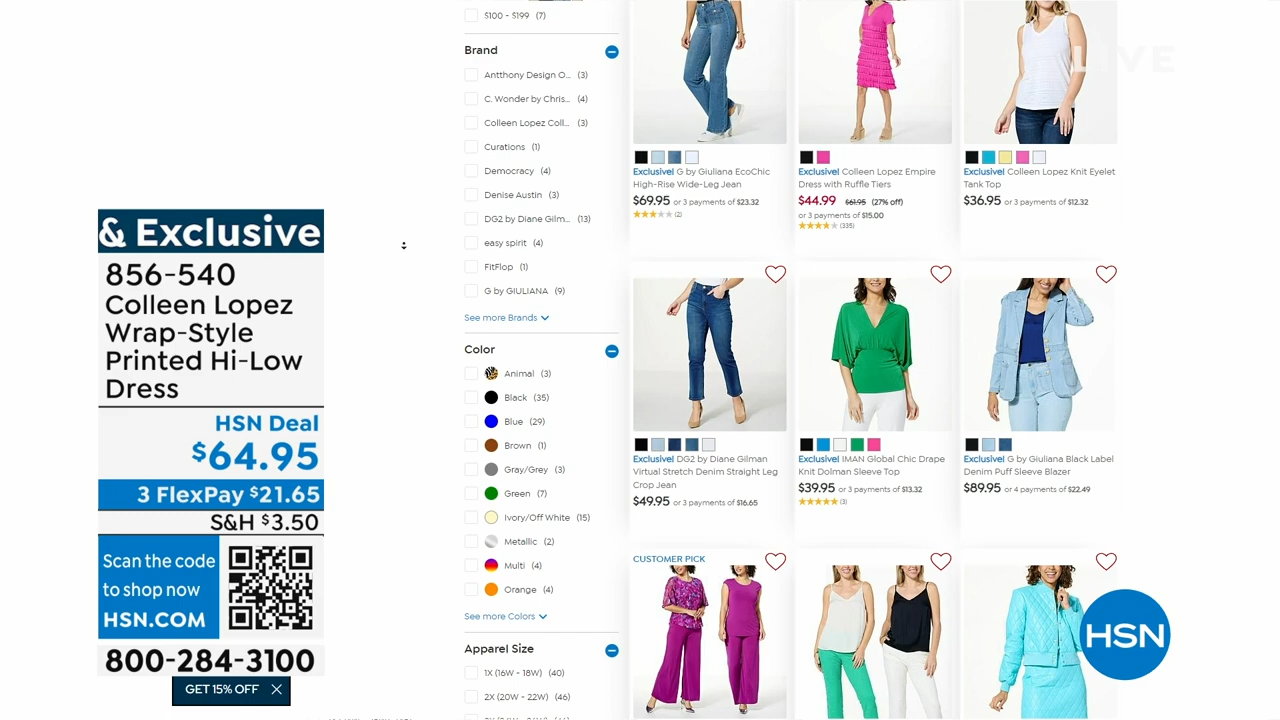 & Exclusive
856-540
Colleen Lopez
Wrap-Style
Printed Hi-Low
Dress
HSN Deal
$64.95
3 FlexPay $21.65
S&H $3.50
Scan the code
to shop now
HSN.COM
800-284-3100
GET 15% OFF
$100 - $199 (7)
Brand
Antthony Design O... (3)
C. Wonder by Chris... (4)
Colleen Lopez Coll... (3)
Curations (1)
Democracy (4)
Denise Austin (3)
DG2 by Diane Gilm... (13)
easy spirit (4)
FitFlop (1)
G by GIULIANA (9)
See more Brands
Color
Animal (3)
Black (35)
Blue (29)
Brown (1)
Gray/Grey (3)
Green (7)
Ivory/Off White (15)
Metallic (2)
Multi (4)
Orange (4)
See more Colors
Apparel Size
1X (16W - 18W) (40)
2X (20W - 22W) (46)
LIVE
Exclusive! G by Giuliana EcoChic
High-Rise Wide-Leg Jean
$69.95 or 3 payments of $23.32
(2)
Exclusive! Colleen Lopez Empire
Dress with Ruffle Tiers
$44.99 $61.95 (27% off)
or 3 payments of $15.00
(335)
Exclusive! Colleen Lopez Knit Eyelet
Tank Top
$36.95 or 3 payments of $12.32
Exclusive! DG2 by Diane Gilman
Virtual Stretch Denim Straight Leg
Crop Jean
$49.95 or 3 payments of $16.65
Exclusive! IMAN Global Chic Drape
Knit Dolman Sleeve Top
$39.95 or 3 payments of $13.32
(3)
Exclusive! G by Giuliana Black Label
Denim Puff Sleeve Blazer
$89.95 or 4 payments of $22.49
CUSTOMER PICK
HSN